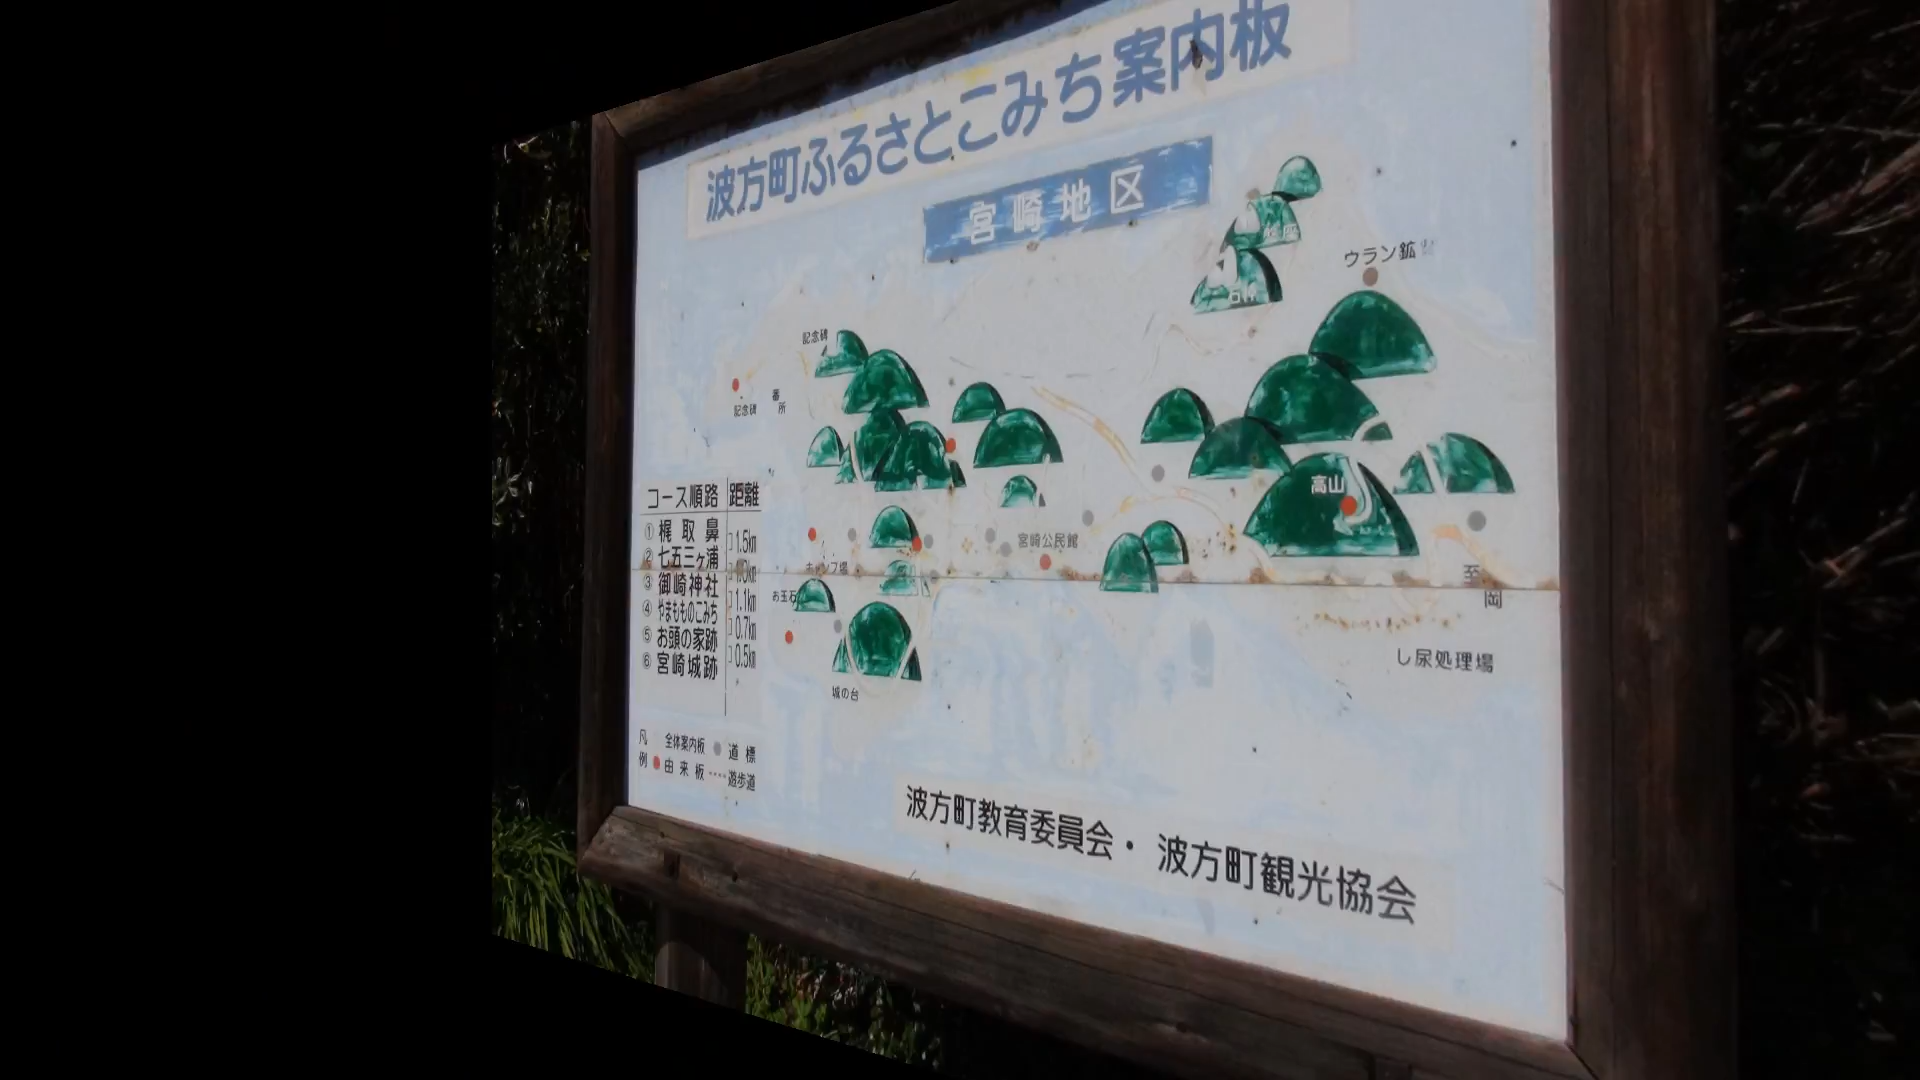 波方町ふるさとこみち案内板
宮崎地区
ウラン鉱
石
記念碑
記念碑
番所
高山
宮崎公民館
キャンプ場
お玉石
城の台
至
岡
し尿処理場
コース順路 距離
① 梶取鼻
1.5km
② 七五三ヶ浦
1.0km
③ 御崎神社
1.1km
④ やまもものこみち
0.7km
⑤ お頭の家跡
0.5km
⑥ 宮崎城跡
凡例 全体案内板 道標
由来板 遊歩道
波方町教育委員会・波方町観光協会